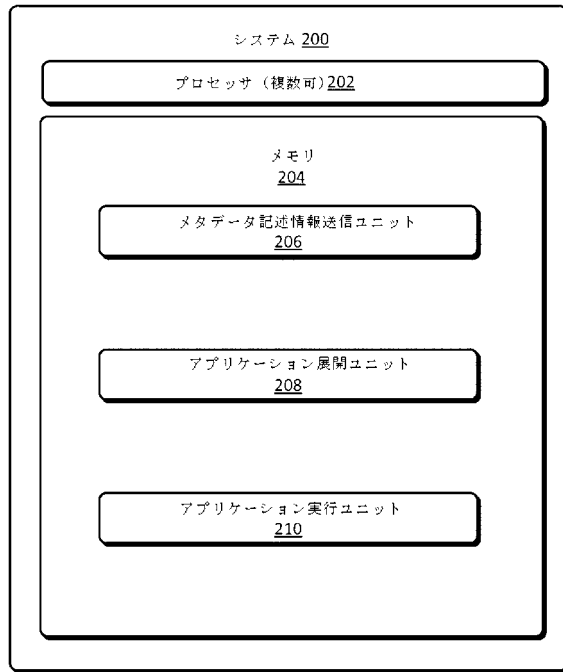 システム 200
プロセッサ（複数可）202
メモリ
204
メタデータ記述情報送信ユニット
206
アプリケーション展開ユニット
208
アプリケーション実行ユニット
210